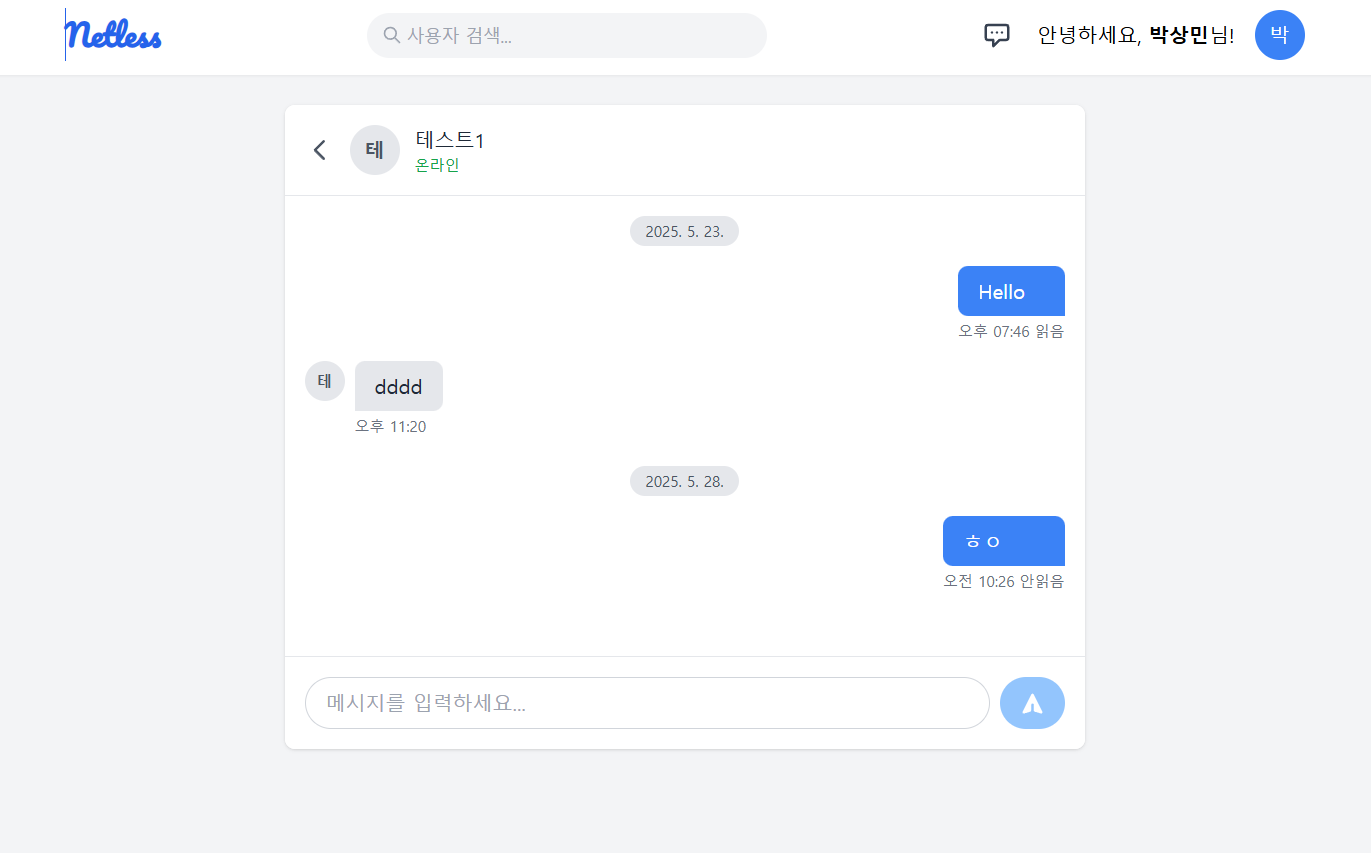 Netless
사용자 검색...
안녕하세요, 박상민님!
박
테
테스트1
온라인
2025. 5. 23.
Hello
오후 07:46 읽음
테
dddd
오후 11:20
2025. 5. 28.
ㅎㅇ
오전 10:26 안읽음
메시지를 입력하세요...